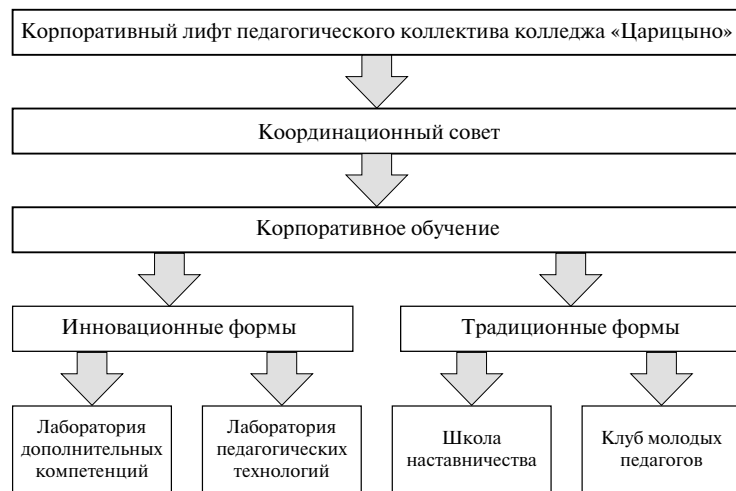 Корпоративный лифт педагогического коллектива колледжа «Царицыно»
Координационный совет
Корпоративное обучение
Инновационные формы
Традиционные формы
Лаборатория
дополнительных
компетенций
Лаборатория
педагогических
технологий
Школа
наставничества
Клуб молодых
педагогов